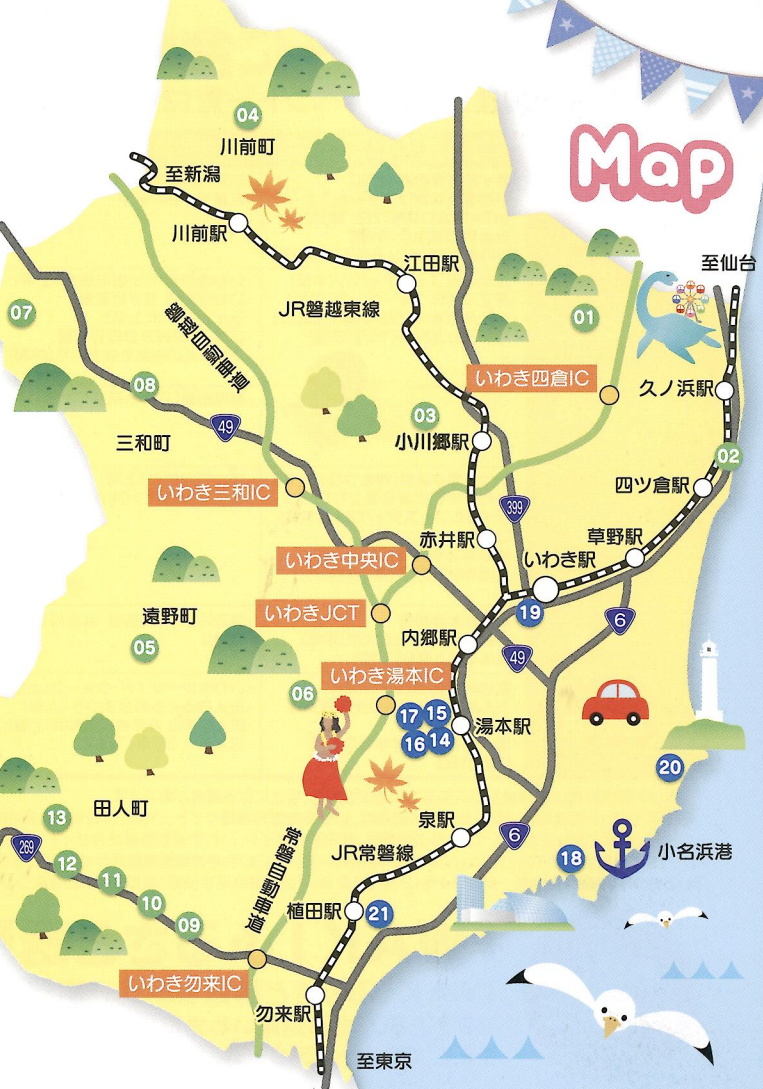 Map
04
川前町
至新潟
川前駅
江田駅
至仙台
JR磐越東線
01
07
磐越自動車道
いわき四倉IC
久ノ浜駅
08
03
49
三和町
小川郷駅
02
四ツ倉駅
いわき三和IC
399
赤井駅
草野駅
いわき中央IC
いわき駅
遠野町
いわきJCT
19
6
05
内郷駅
49
いわき湯本IC
06
17
15
湯本駅
16
14
20
田人町
13
泉駅
6
269
JR常磐線
18
小名浜港
12
11
常磐自動車道
10
植田駅
21
09
いわき勿来IC
勿来駅
至東京